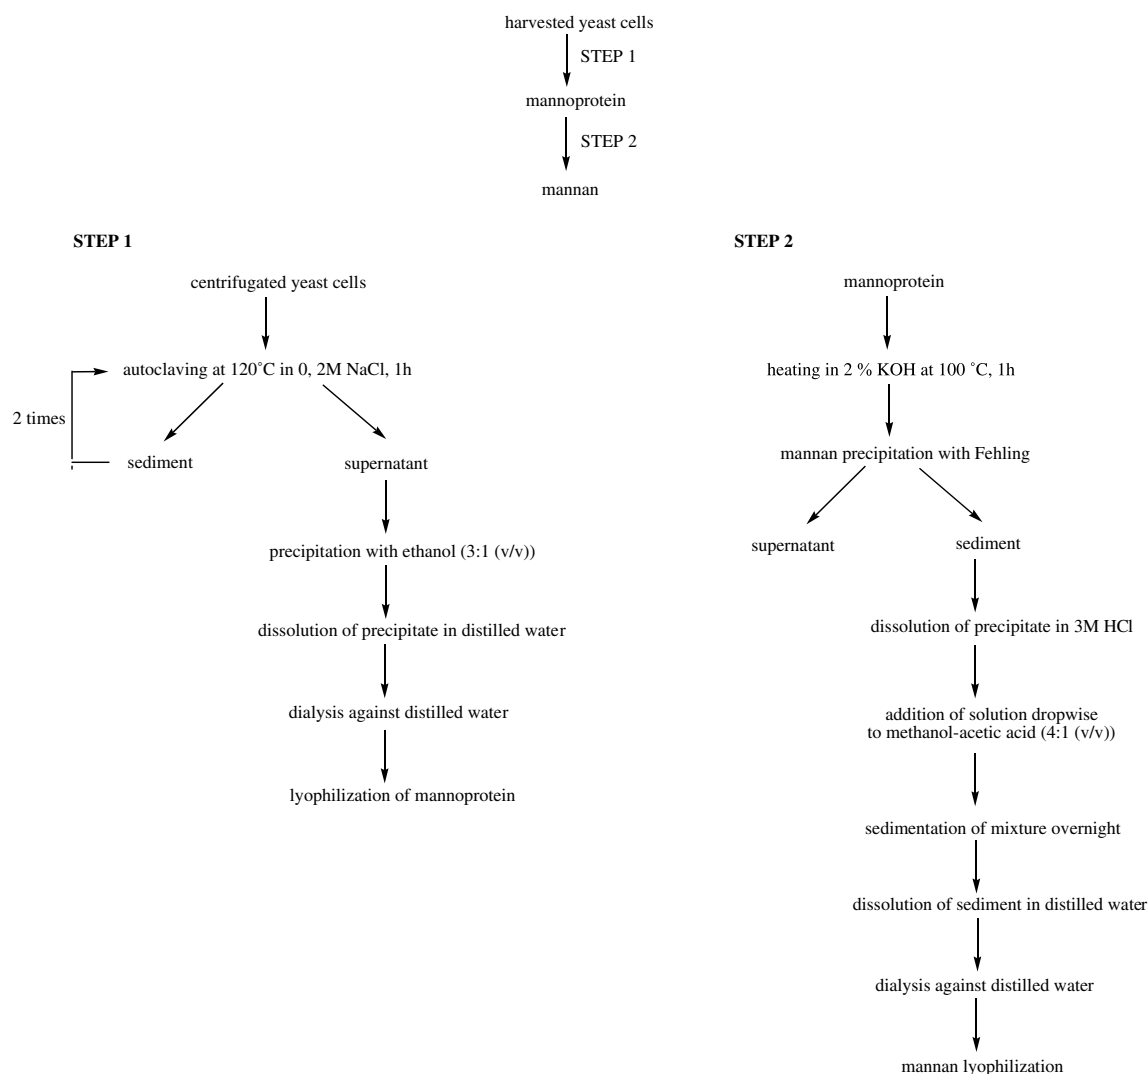 harvested yeast cells
STEP 1
mannoprotein
STEP 2
mannan
STEP 1
centrifugated yeast cells
autoclaving at 120°C in 0, 2M NaCl, 1h
2 times
sediment
supernatant
precipitation with ethanol (3:1 (v/v))
dissolution of precipitate in distilled water
dialysis against distilled water
lyophilization of mannoprotein
STEP 2
mannoprotein
heating in 2 % KOH at 100 °C, 1h
mannan precipitation with Fehling
supernatant
sediment
dissolution of precipitate in 3M HCl
addition of solution dropwise
to methanol-acetic acid (4:1 (v/v))
sedimentation of mixture overnight
dissolution of sediment in distilled water
dialysis against distilled water
mannan lyophilization